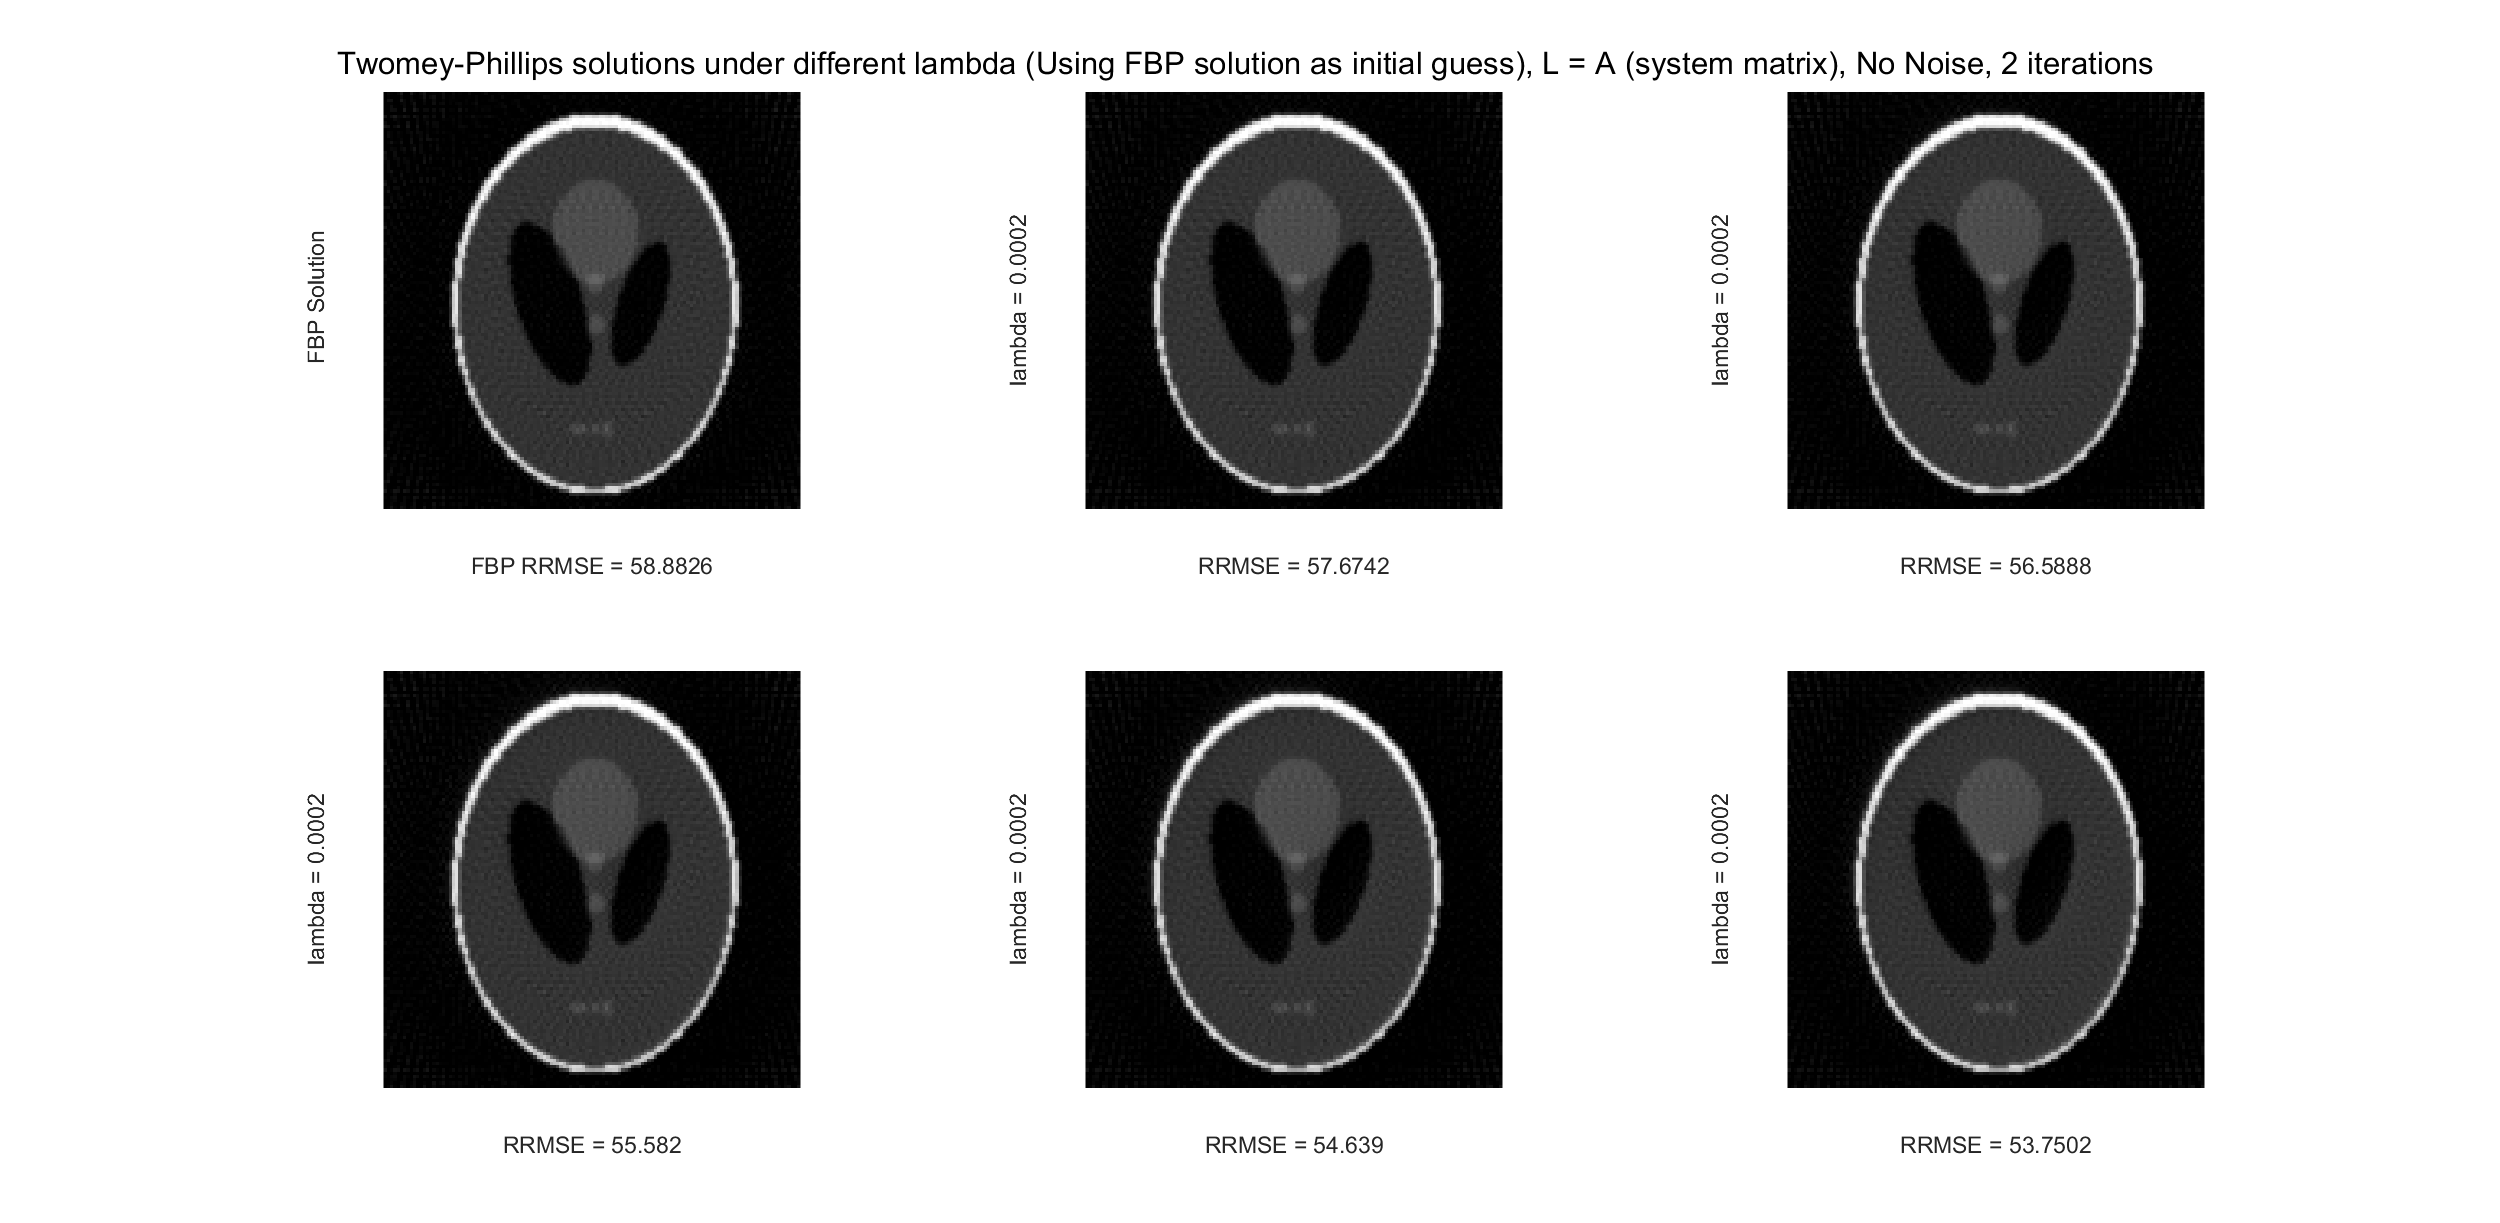 Twomey-Phillips solutions under different lambda (Using FBP solution as initial guess), L = A (system matrix), No Noise, 2 iterations
FBP Solution
lambda = 0.0002
lambda = 0.0002
FBP RRMSE = 58.8826
RRMSE = 57.6742
RRMSE = 56.5888
lambda = 0.0002
lambda = 0.0002
lambda = 0.0002
RRMSE = 55.582
RRMSE = 54.639
RRMSE = 53.7502